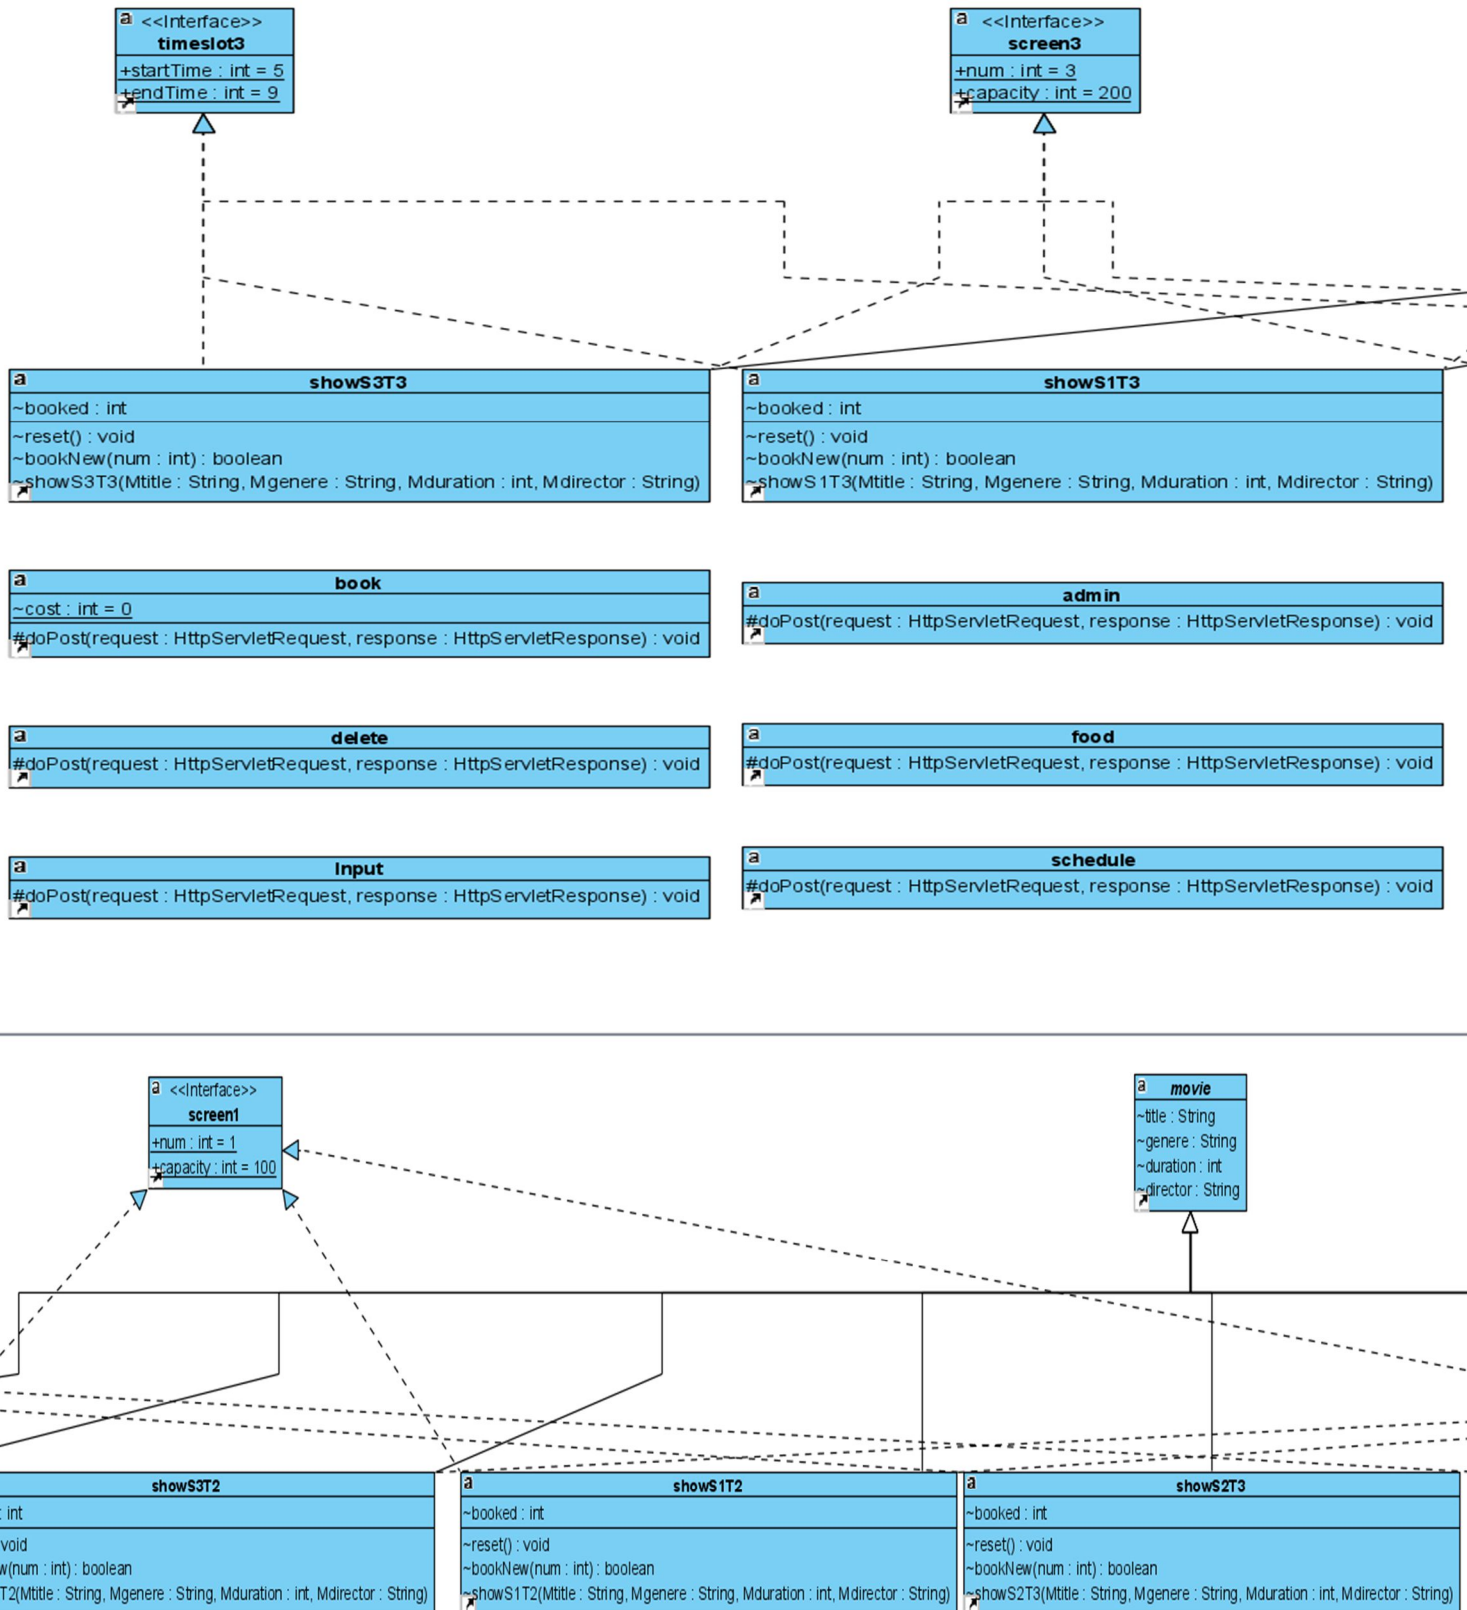 a <<Interface>>
timeslot3
+startTime : int = 5
+endTime : int = 9
a <<Interface>>
screen3
+num : int = 3
+capacity : int = 200
a showS3T3
~booked : int
~reset() : void
~bookNew(num : int) : boolean
~showS3T3(Mtitle : String, Mgenere : String, Mduration : int, Mdirector : String)
a showS1T3
~booked : int
~reset() : void
~bookNew(num : int) : boolean
~showS1T3(Mtitle : String, Mgenere : String, Mduration : int, Mdirector : String)
a book
~cost : int = 0
#doPost(request : HttpServletRequest, response : HttpServletResponse) : void
a admin
#doPost(request : HttpServletRequest, response : HttpServletResponse) : void
a delete
#doPost(request : HttpServletRequest, response : HttpServletResponse) : void
a food
#doPost(request : HttpServletRequest, response : HttpServletResponse) : void
a Input
#doPost(request : HttpServletRequest, response : HttpServletResponse) : void
a schedule
#doPost(request : HttpServletRequest, response : HttpServletResponse) : void
a <<Interface>>
screen1
+num : int = 1
+capacity : int = 100
a movie
~title : String
~genere : String
~duration : int
~director : String
showS3T2
: int
void
w(num : int) : boolean
T2(Mtitle : String, Mgenere : String, Mduration : int, Mdirector : String)
a showS1T2
~booked : int
~reset() : void
~bookNew(num : int) : boolean
~showS1T2(Mtitle : String, Mgenere : String, Mduration : int, Mdirector : String)
a showS2T3
~booked : int
~reset() : void
~bookNew(num : int) : boolean
~showS2T3(Mtitle : String, Mgenere : String, Mduration : int, Mdirector : String)